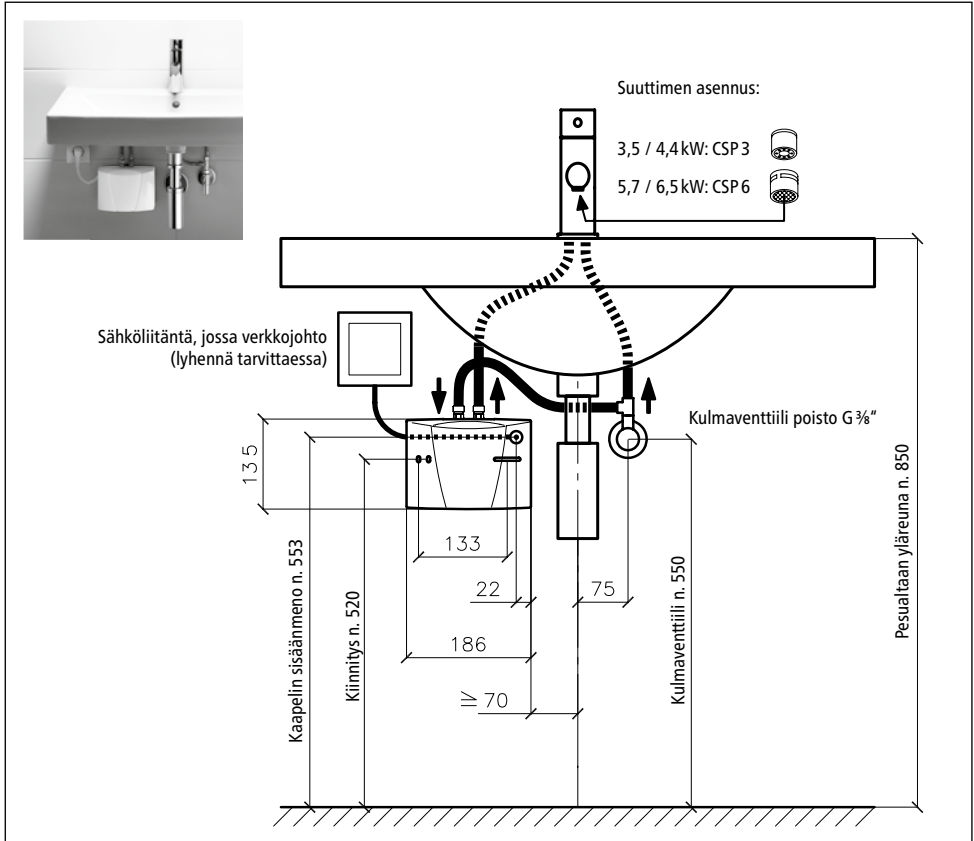 Suuttimen asennus:
3,5 / 4,4 kW: CSP 3
5,7 / 6,5 kW: CSP 6
Sähköliitäntä, jossa verkkojohto
(lyhennä tarvittaessa)
Kulmaventtiili poisto G ⅜“
135
133
22
75
186
≥ 70
Kaapelin sisäänmeno n. 553
Kiinnitys n. 520
Kulmaventtiili n. 550
Pesualtaan yläreuna n. 850